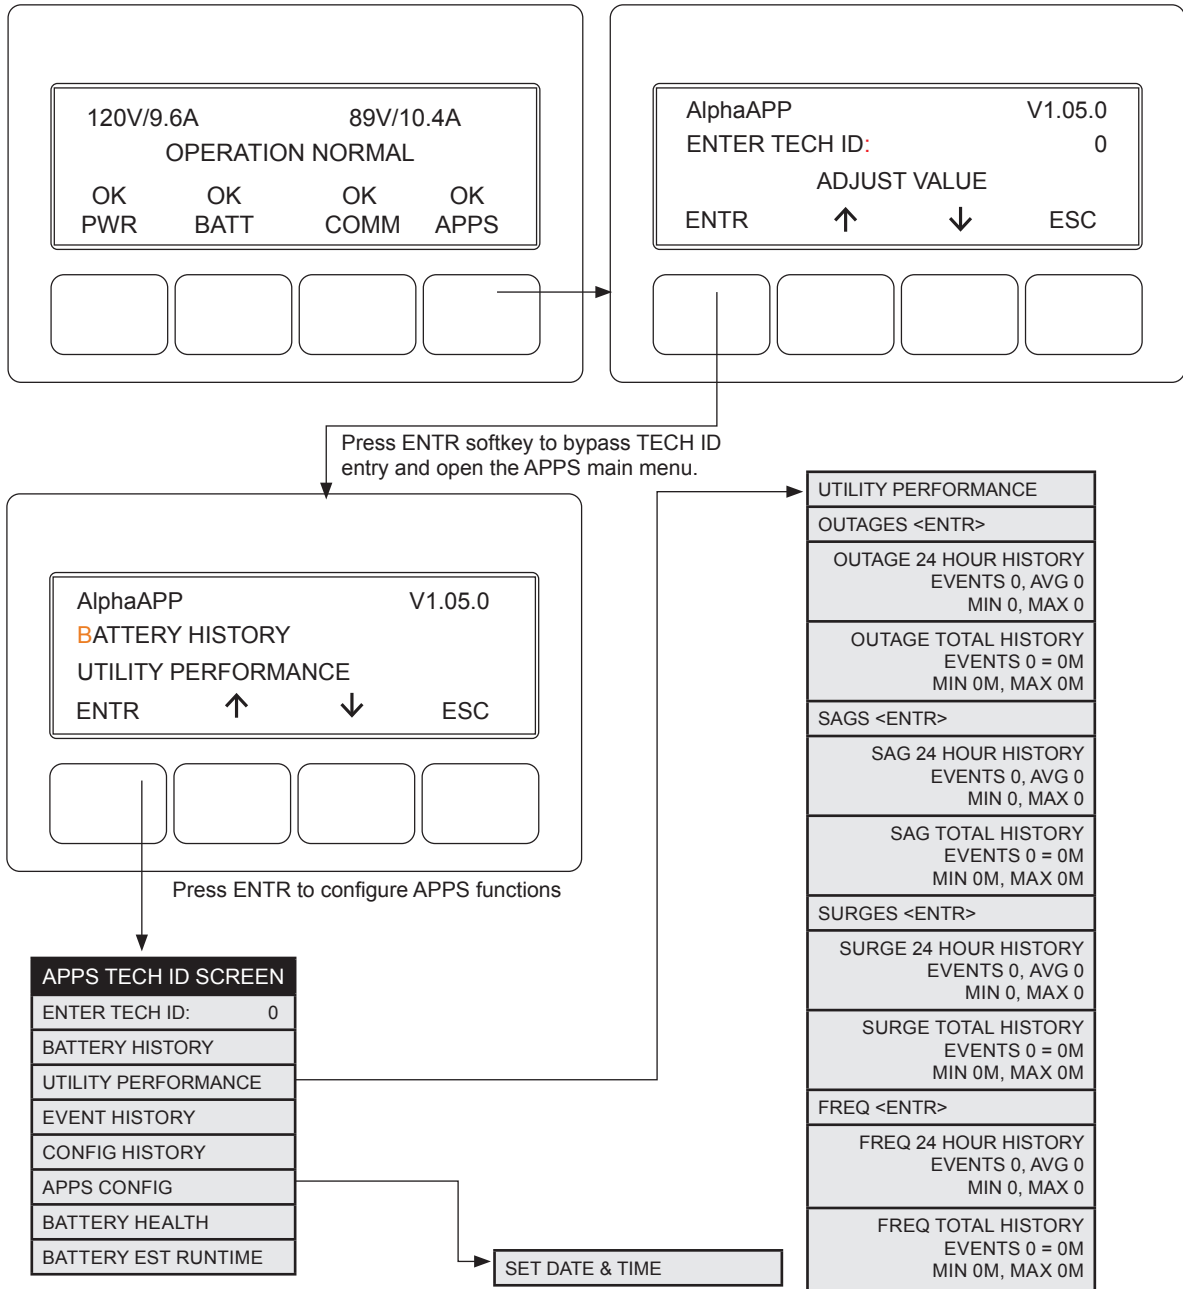 120V/9.6A 89V/10.4A
OPERATION NORMAL
OK OK OK OK
PWR BATT COMM APPS
AlphaAPP V1.05.0
ENTER TECH ID: 0
ADJUST VALUE
ENTR ↑ ↓ ESC
Press ENTR softkey to bypass TECH ID
entry and open the APPS main menu.
AlphaAPP V1.05.0
BATTERY HISTORY
UTILITY PERFORMANCE
ENTR ↑ ↓ ESC
Press ENTR to configure APPS functions
APPS TECH ID SCREEN
ENTER TECH ID: 0
BATTERY HISTORY
UTILITY PERFORMANCE
EVENT HISTORY
CONFIG HISTORY
APPS CONFIG
BATTERY HEALTH
BATTERY EST RUNTIME
SET DATE & TIME
UTILITY PERFORMANCE
OUTAGES <ENTR>
OUTAGE 24 HOUR HISTORY
EVENTS 0, AVG 0
MIN 0, MAX 0
OUTAGE TOTAL HISTORY
EVENTS 0 = 0M
MIN 0M, MAX 0M
SAGS <ENTR>
SAG 24 HOUR HISTORY
EVENTS 0, AVG 0
MIN 0, MAX 0
SAG TOTAL HISTORY
EVENTS 0 = 0M
MIN 0M, MAX 0M
SURGES <ENTR>
SURGE 24 HOUR HISTORY
EVENTS 0, AVG 0
MIN 0, MAX 0
SURGE TOTAL HISTORY
EVENTS 0 = 0M
MIN 0M, MAX 0M
FREQ <ENTR>
FREQ 24 HOUR HISTORY
EVENTS 0, AVG 0
MIN 0, MAX 0
FREQ TOTAL HISTORY
EVENTS 0 = 0M
MIN 0M, MAX 0M